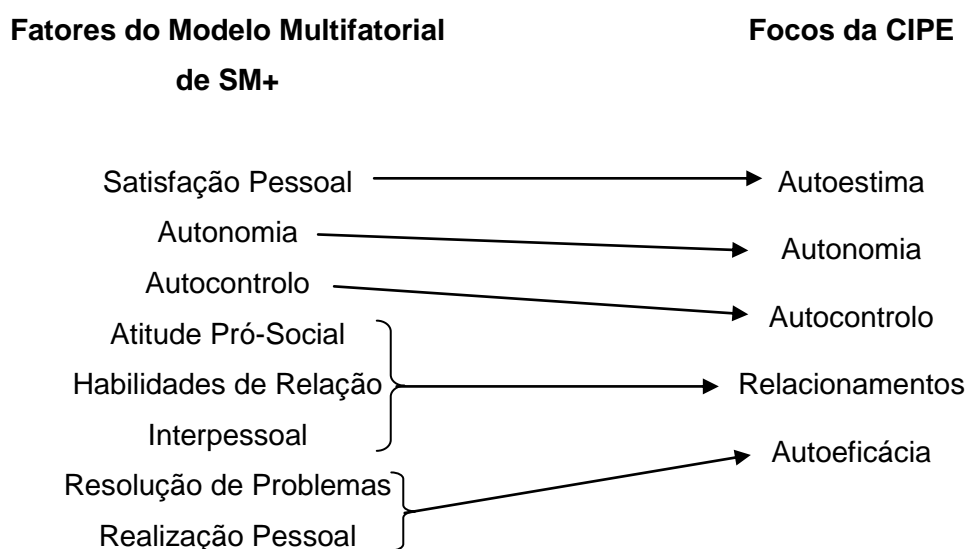 Fatores do Modelo Multifatorial
de SM+
Focos da CIPE
Satisfação Pessoal
Autonomia
Autocontrolo
Atitude Pró-Social
Habilidades de Relação
Interpessoal
Resolução de Problemas
Realização Pessoal
Autoestima
Autonomia
Autocontrolo
Relacionamentos
Autoeficácia